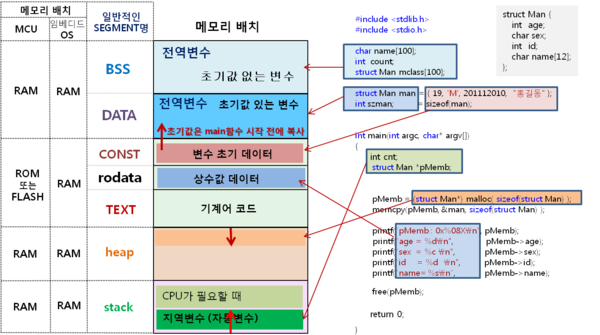 메모리 배치
MCU
임베디드 OS
일반적인
SEGMENT명
메모리 배치
RAM
RAM
BSS
전역변수
초기값 없는 변수
DATA
전역변수 초기값 있는 변수
초기값은 main함수 시작 전에 복사
ROM
또는
FLASH
RAM
CONST
변수 초기 데이터
rodata
상수값 데이터
TEXT
기계어 코드
RAM
RAM
heap
RAM
RAM
stack
CPU가 필요할 때
지역변수 (자동변수)
#include <stdlib.h>
#include <stdio.h>
char name[100];
int count;
struct Man mclass[100];
struct Man {
int age;
char sex;
int id;
char name[12];
};
struct Man man = { 19, 'M', 201112010, "홍길동" };
int szman; = sizeof(man);
int main(int argc, char* argv[])
{
int cnt;
struct Man *pMemb;
pMemb = (struct Man*) malloc( sizeof(struct Man) );
memcpy(pMemb, &man, sizeof(struct Man) );
printf( pMemb: 0x%08X₩n", pMemb);
printf( age = %d₩n", pMemb->age);
printf( sex = %c ₩n", pMemb->sex);
printf( id = %d ₩n", pMemb->id);
printf( name= %s₩n", pMemb->name);
free(pMemb);
return 0;
}